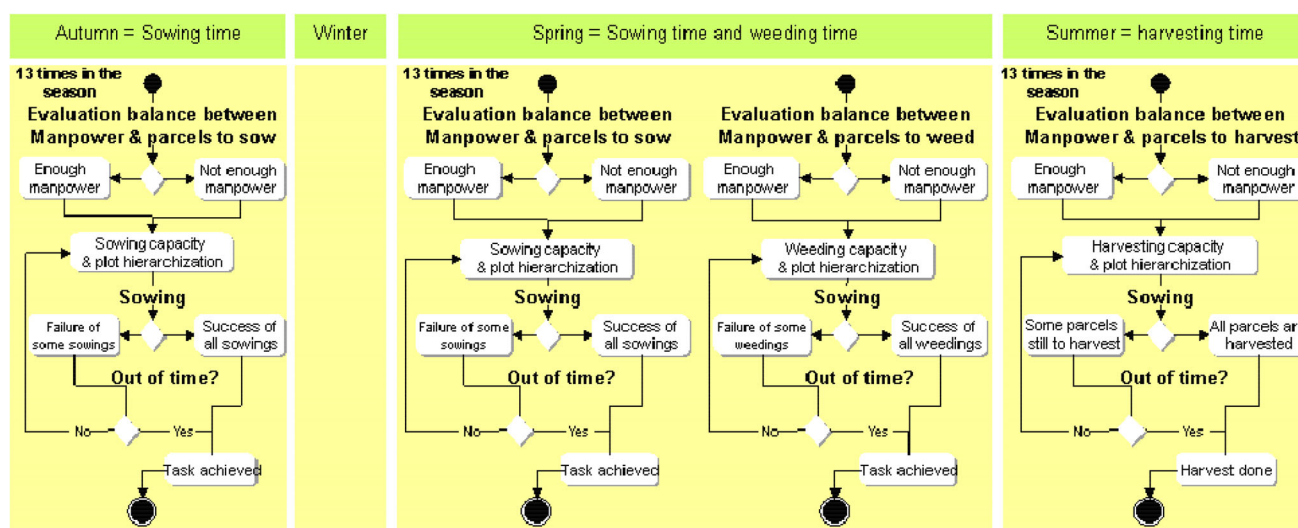 Autumn = Sowing time
Winter
Spring = Sowing time and weeding time
Summer = harvesting time
13 times in the
season
Evaluation balance between
Manpower & parcels to sow
Enough
manpower
Not enough
manpower
Sowing capacity
& plot hierarchization
Sowing
Failure of
some sowings
Success of
all sowings
Out of time?
No
Yes
Task achieved
13 times in the
season
Evaluation balance between
Manpower & parcels to sow
Enough
manpower
Not enough
manpower
Sowing capacity
& plot hierarchization
Sowing
Failure of some
sowings
Success of
all sowings
Out of time?
No
Yes
Task achieved
Evaluation balance between
Manpower & parcels to weed
Enough
manpower
Not enough
manpower
Weeding capacity
& plot hierarchization
Sowing
Failure of some
weedings
Success of
all weedings
Out of time?
No
Yes
Task achieved
13 times in the
season
Evaluation balance between
Manpower & parcels to harvest
Enough
manpower
Not enough
manpower
Harvesting capacity
& plot hierarchization
Sowing
Some parcels
still to harvest
All parcels ar
harvested
Out of time?
No
Yes
Harvest done